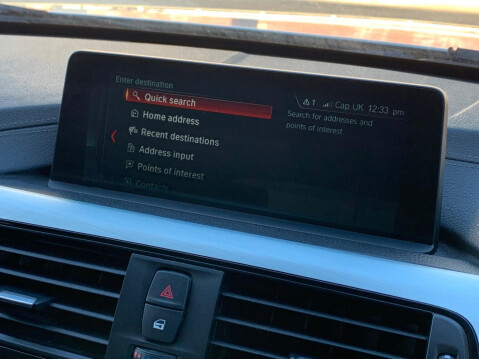 Enter destination
1 Cap UK 12:33 pm
Quick search
Home address
Recent destinations
Address input
Points of interest
Contacts
Search for addresses and
points of interest.